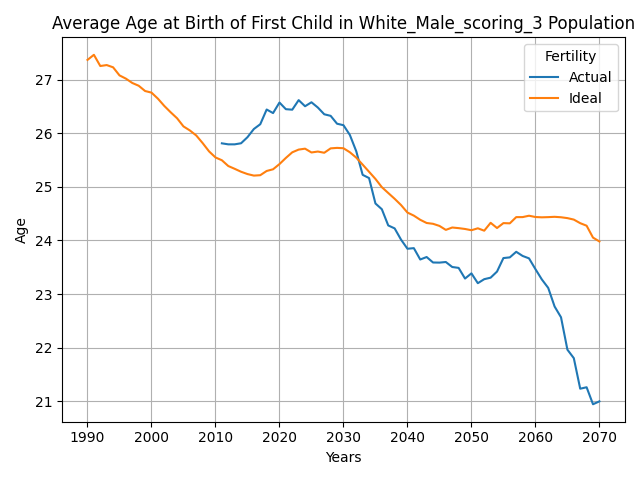 Average Age at Birth of First Child in White_Male_scoring_3 Population
Fertility
Actual
Ideal
Age
27
26
25
24
23
22
21
1990 2000 2010 2020 2030 2040 2050 2060 2070
Years